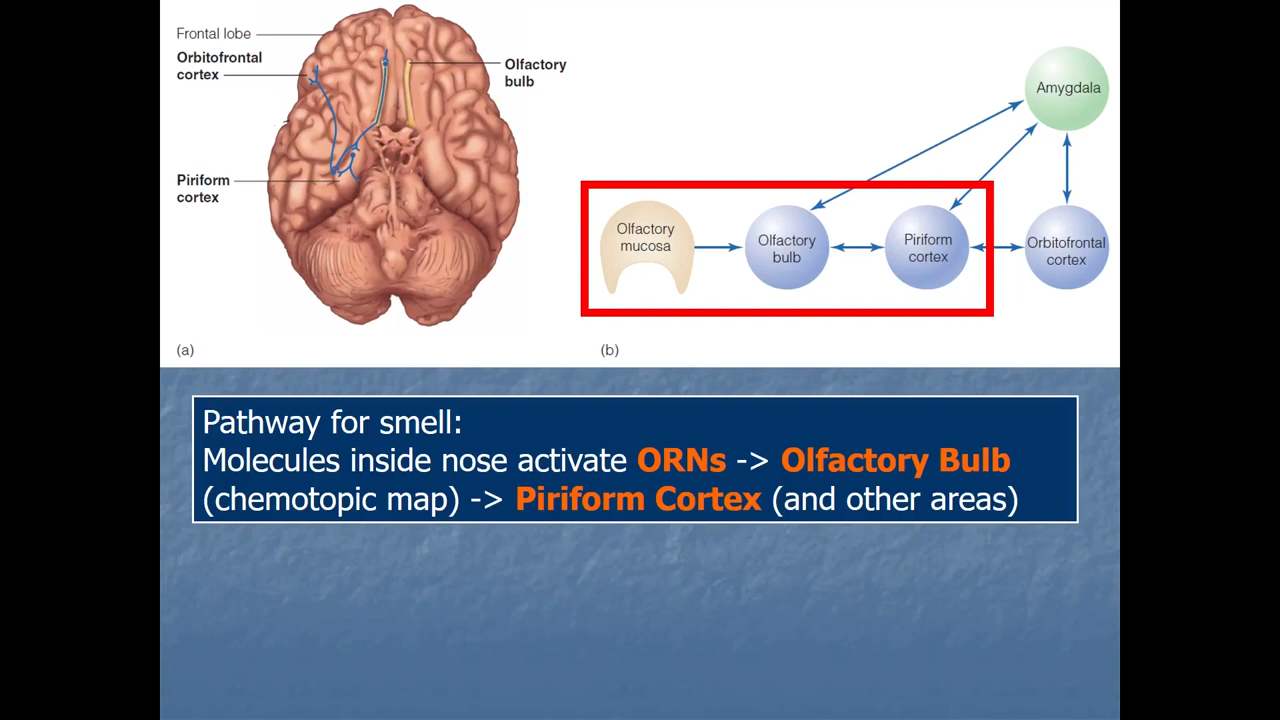 Frontal lobe
Orbitofrontal
cortex
Olfactory
bulb
Piriform
cortex
(a)
Amygdala
Olfactory
mucosa
Olfactory
bulb
Piriform
cortex
Orbitofrontal
cortex
(b)
Pathway for smell:
Molecules inside nose activate ORNs -> Olfactory Bulb
(chemotopic map) -> Piriform Cortex (and other areas)